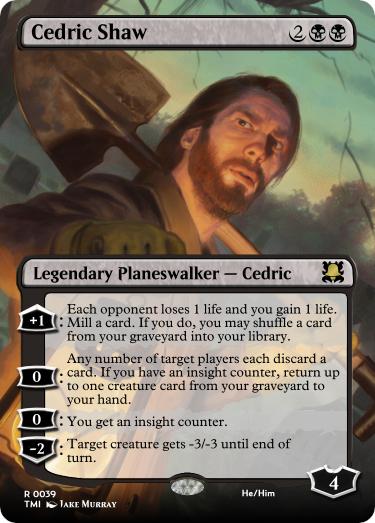 Cedric Shaw 2
Legendary Planeswalker — Cedric
+1: Each opponent loses 1 life and you gain 1 life.
Mill a card. If you do, you may shuffle a card
from your graveyard into your library.
0: Any number of target players each discard a
card. If you have an insight counter, return up
to one creature card from your graveyard to
your hand.
0: You get an insight counter.
-2: Target creature gets -3/-3 until end of
turn.
4
R 0039
TMI Jake Murray
He/Him